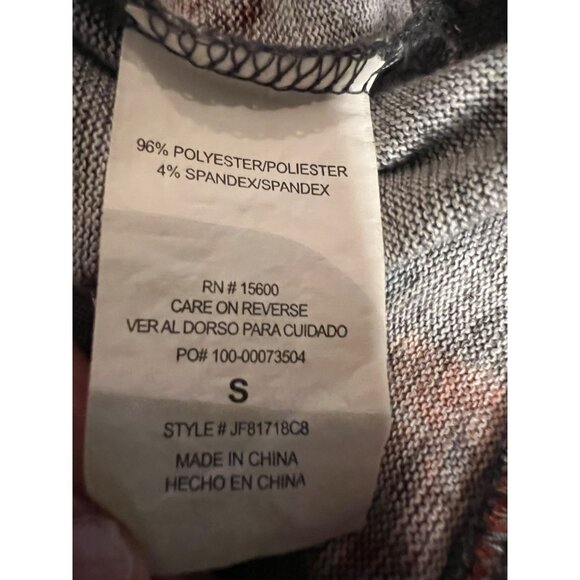 96% POLYESTER/POLIESTER
4% SPANDEX/SPANDEX
RN # 15600
CARE ON REVERSE
VER AL DORSO PARA CUIDADO
PO# 100-00073504
S
STYLE # JF81718C8
MADE IN CHINA
HECHO EN CHINA